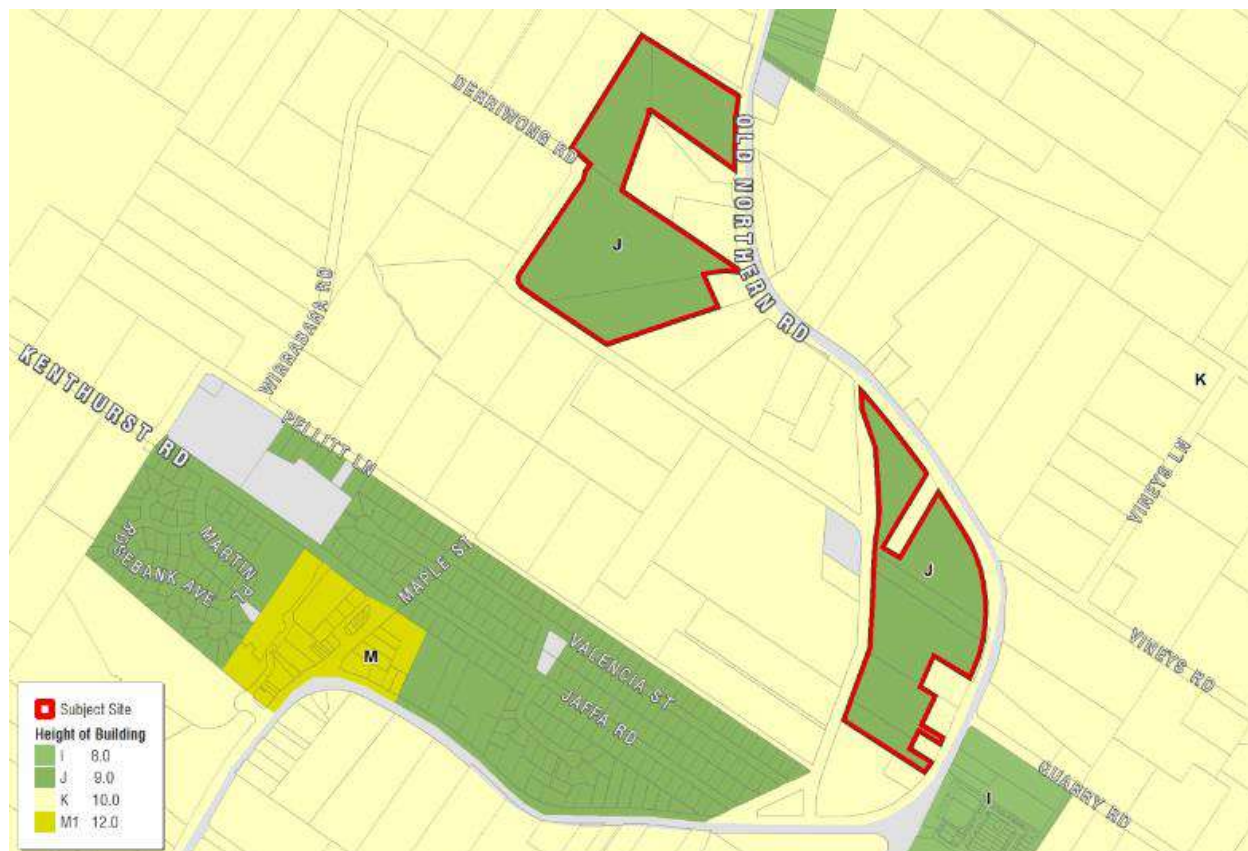 DERRIWONG RD
OLD NORTHERN RD
J
WIRRABARA RD
K
KENTHURST RD
PELLITT LN
VINEYS LN
MARTIN PL
ROSEBANK AVE
MAPLE ST
J
M
VALENCIA ST
JAFFA RD
VINEYS RD
QUARRY RD
I
Subject Site
Height of Building
I 8.0
J 9.0
K 10.0
M1 12.0